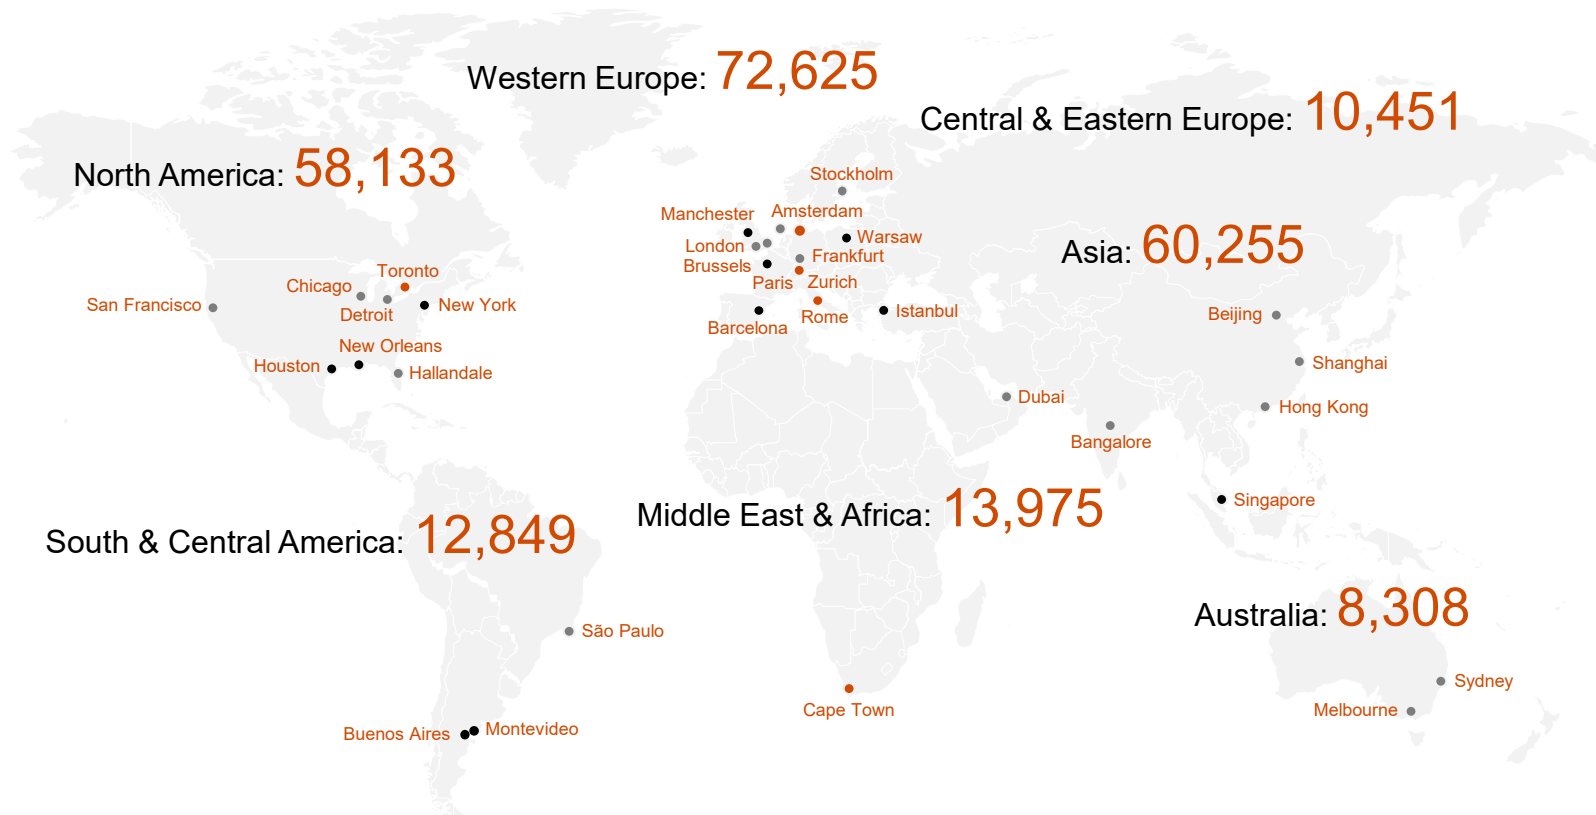 Western Europe: 72,625
Central & Eastern Europe: 10,451
North America: 58,133
Stockholm
Manchester
Amsterdam
London
Warsaw
Brussels
Frankfurt
Asia: 60,255
Toronto
Chicago
Paris
Zurich
San Francisco
Detroit
New York
Barcelona
Rome
Istanbul
Beijing
New Orleans
Houston
Hallandale
Shanghai
Dubai
Hong Kong
Bangalore
Singapore
Middle East & Africa: 13,975
South & Central America: 12,849
Australia: 8,308
São Paulo
Sydney
Cape Town
Melbourne
Buenos Aires
Montevideo